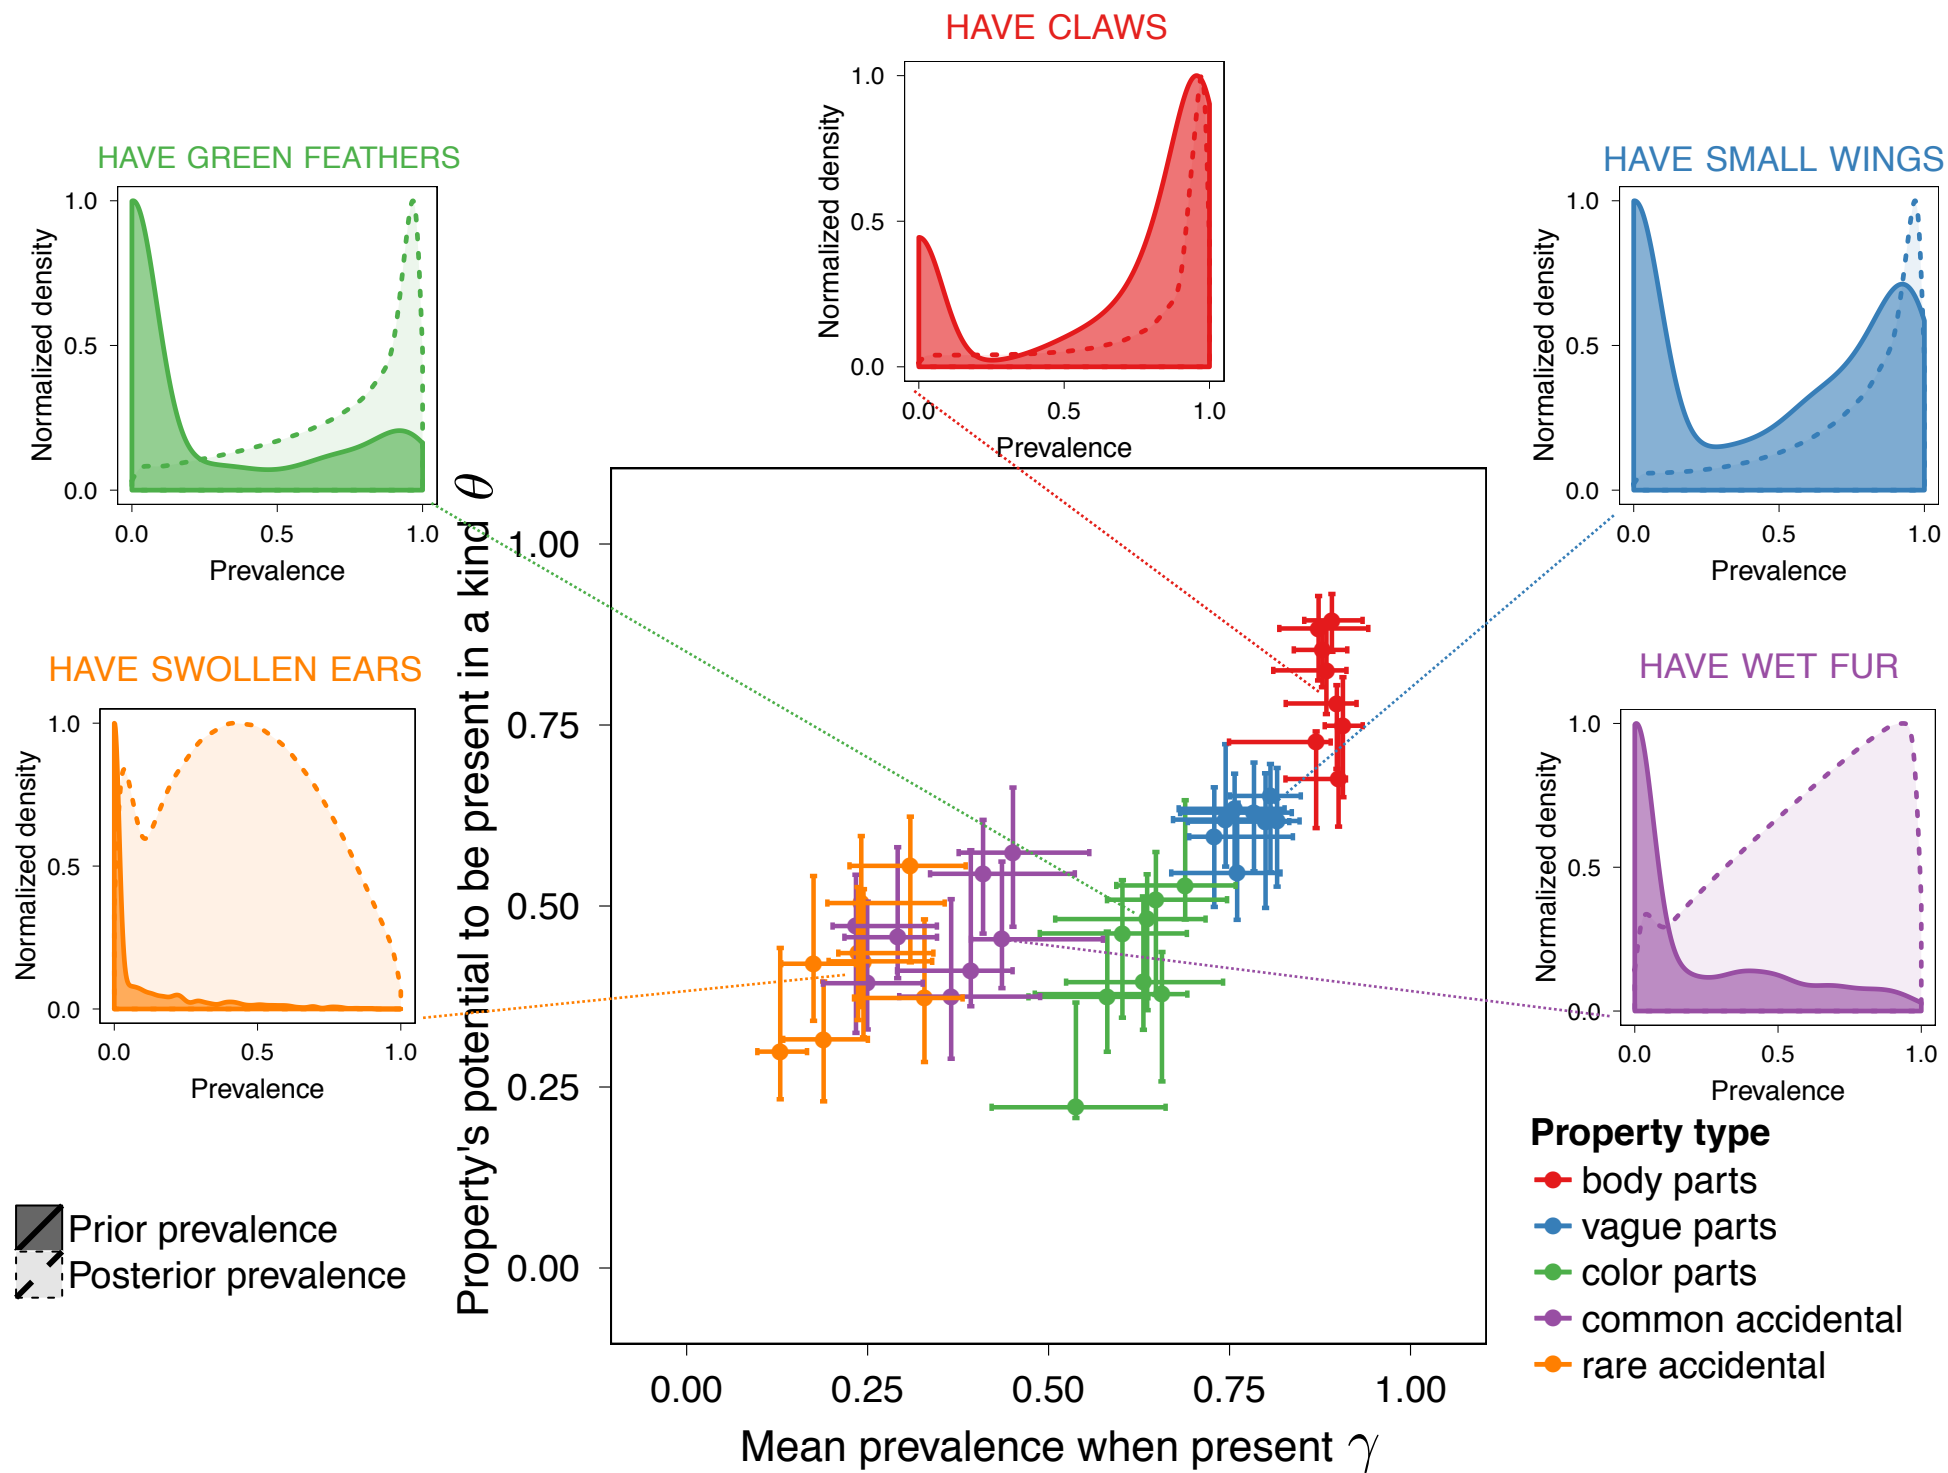 HAVE CLAWS
1.0
0.5
0.0
Normalized density
0.0 0.5 1.0
Prevalence
HAVE GREEN FEATHERS
1.0
0.5
0.0
Normalized density
0.0 0.5 1.0
Prevalence
HAVE SMALL WINGS
1.0
0.5
0.0
Normalized density
0.0 0.5 1.0
Prevalence
HAVE SWOLLEN EARS
1.0
0.5
0.0
Normalized density
0.0 0.5 1.0
Prevalence
HAVE WET FUR
1.0
0.5
0.0
Normalized density
0.0 0.5 1.0
Prevalence
Property's potential to be present in a kind θ
1.00
0.75
0.50
0.25
0.00
0.00 0.25 0.50 0.75 1.00
Mean prevalence when present γ
Prior prevalence
Posterior prevalence
Property type
body parts
vague parts
color parts
common accidental
rare accidental